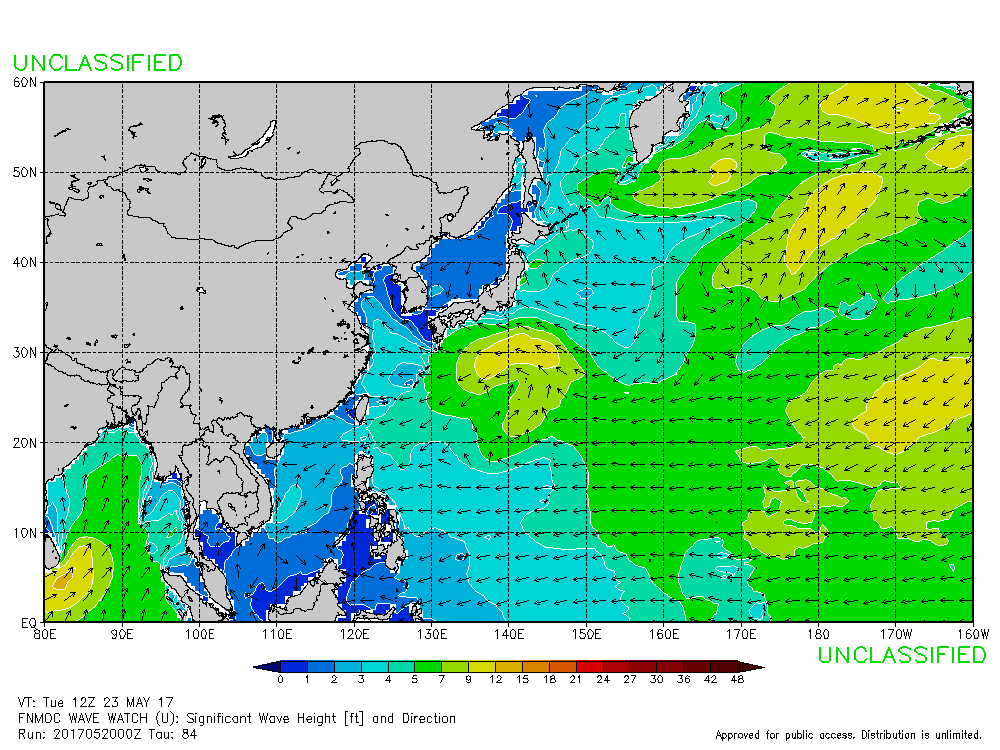 UNCLASSIFIED
60N
50N
40N
30N
20N
10N
EQ
80E 90E 100E 110E 120E 130E 140E 150E 160E 170E 180 170W 160W
UNCLASSIFIED
0 1 2 3 4 5 7 9 12 15 18 21 24 27 30 36 42 48
VT: Tue 12Z 23 MAY 17
FNMOC WAVE WATCH (U): Significant Wave Height [ft] and Direction
Run: 2017052000Z Tau: 84
Approved for public access. Distribution is unlimited.